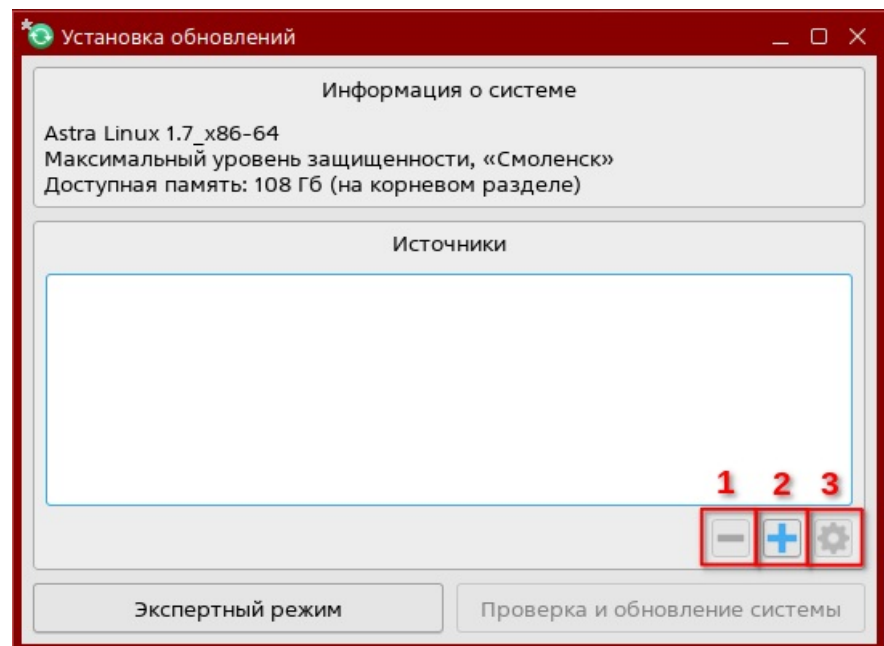 Установка обновлений
Информация о системе
Astra Linux 1.7_x86-64
Максимальный уровень защищенности, «Смоленск»
Доступная память: 108 Гб (на корневом разделе)
Источники
1 2 3
Экспертный режим
Проверка и обновление системы